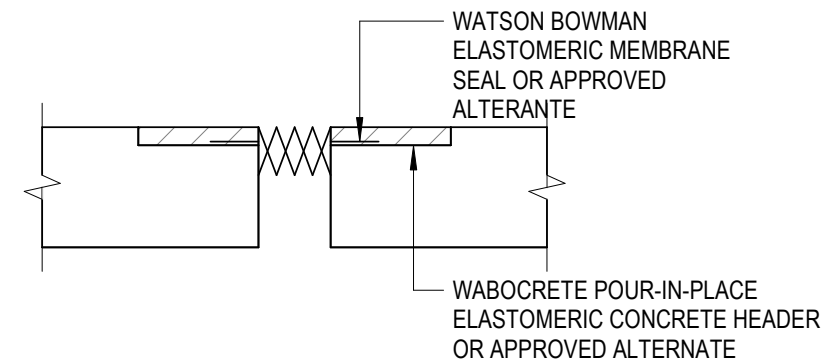 WATSON BOWMAN
ELASTOMERIC MEMBRANE
SEAL OR APPROVED
ALTERANTE
WABOCRETE POUR-IN-PLACE
ELASTOMERIC CONCRETE HEADER
OR APPROVED ALTERNATE